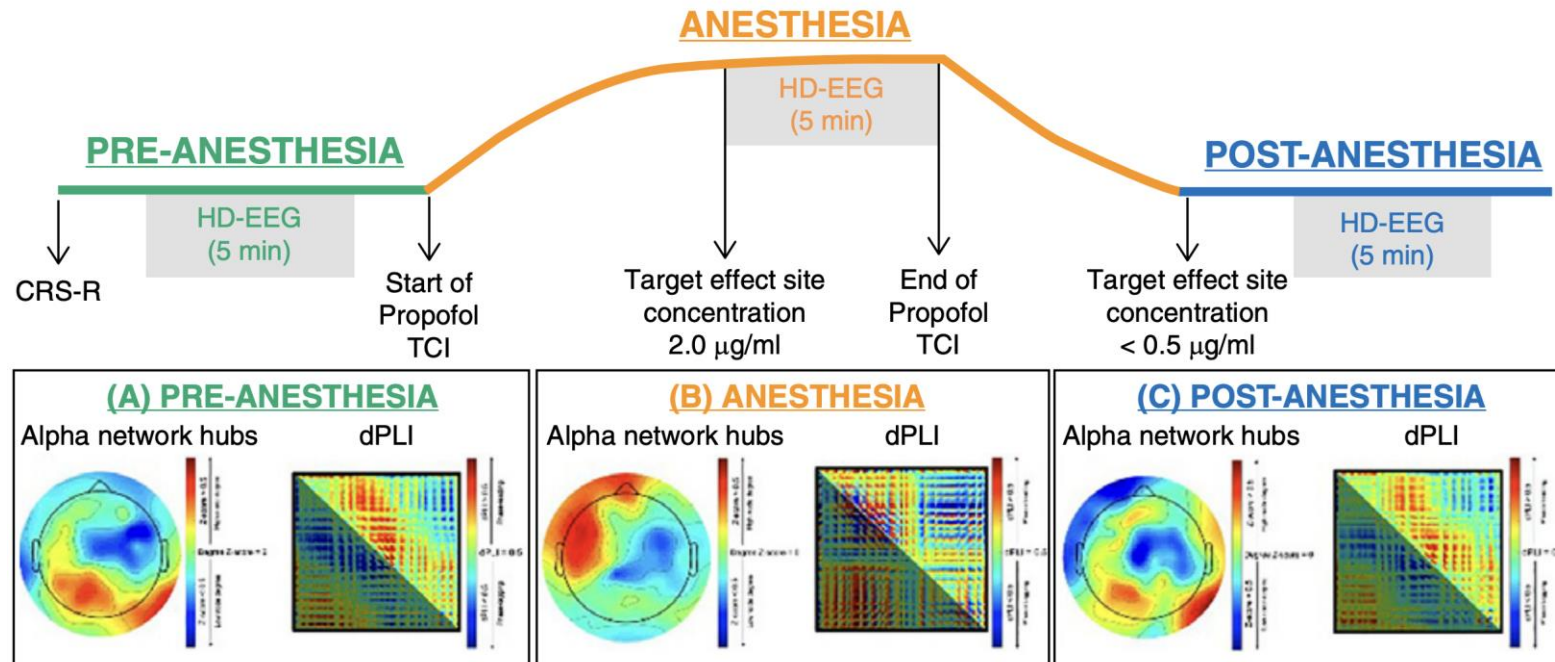 ANESTHESIA
HD-EEG
(5 min)
PRE-ANESTHESIA
POST-ANESTHESIA
HD-EEG
(5 min)
HD-EEG
(5 min)
CRS-R
Start of
Propofol
TCI
Target effect site
concentration
2.0 μg/ml
End of
Propofol
TCI
Target effect site
concentration
< 0.5 μg/ml
(A) PRE-ANESTHESIA
Alpha network hubs
dPLI
(B) ANESTHESIA
Alpha network hubs
dPLI
(C) POST-ANESTHESIA
Alpha network hubs
dPLI